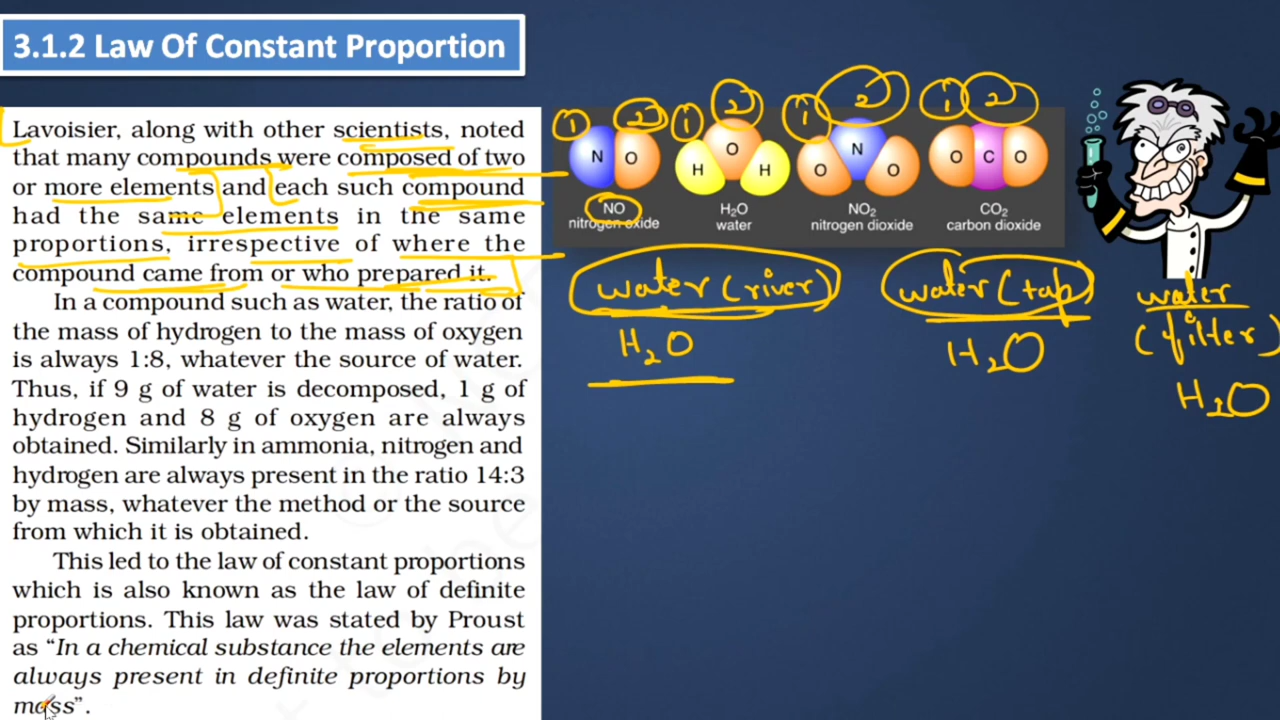 3.1.2 Law Of Constant Proportion
Lavoisier, along with other scientists, noted
that many compounds were composed of two
or more elements and each such compound
had the same elements in the same
proportions, irrespective of where the
compound came from or who prepared it.
In a compound such as water, the ratio of
the mass of hydrogen to the mass of oxygen
is always 1:8, whatever the source of water.
Thus, if 9 g of water is decomposed, 1 g of
hydrogen and 8 g of oxygen are always
obtained. Similarly in ammonia, nitrogen and
hydrogen are always present in the ratio 14:3
by mass, whatever the method or the source
from which it is obtained.
This led to the law of constant proportions
which is also known as the law of definite
proportions. This law was stated by Proust
as “In a chemical substance the elements are
always present in definite proportions by
mass”.
1 2 1 2 1 2 1 2
N O
H O H
O N O
O C O
NO
nitrogen oxide
H₂O
water
NO₂
nitrogen dioxide
CO₂
carbon dioxide
water (river)
H₂O
water (tap)
H₂O
water
(filter)
H₂O